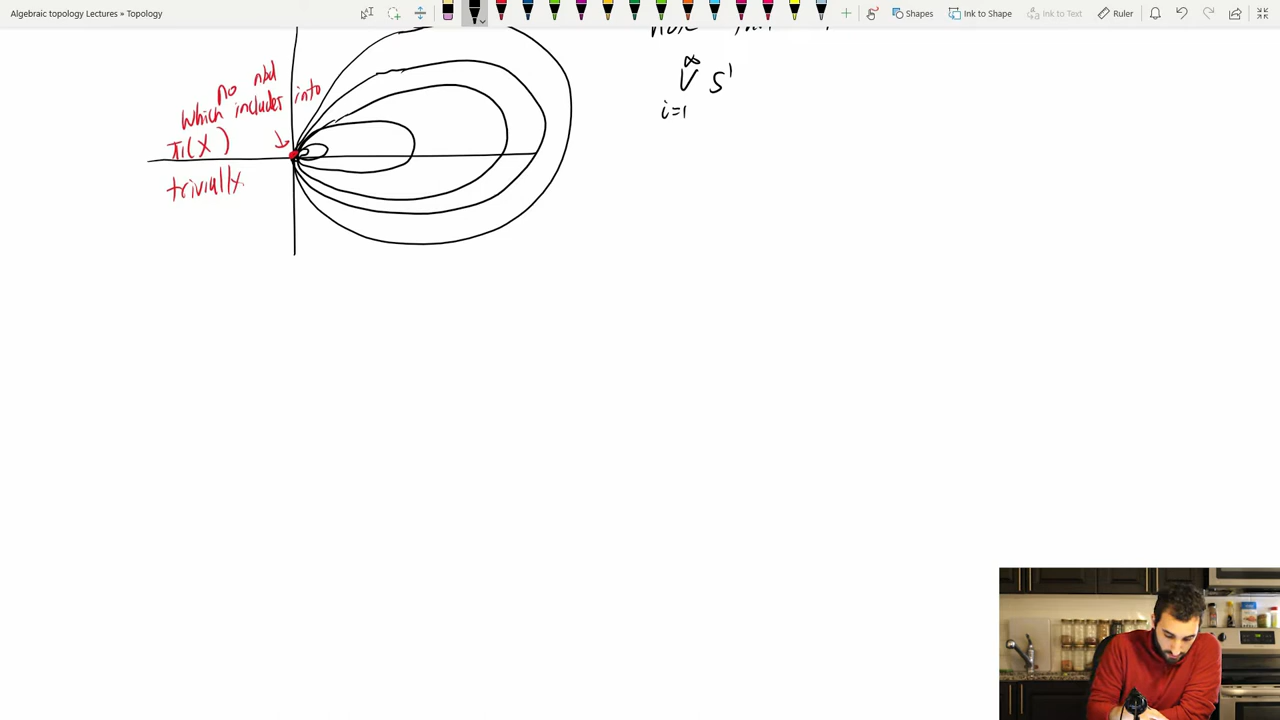 Algebraic topology Lectures » Topology
Shapes
Ink to Shape
Ink to Text
Ruler
no nbd
which includes into
π₁(X)
trivially
∞
V S¹
i=1